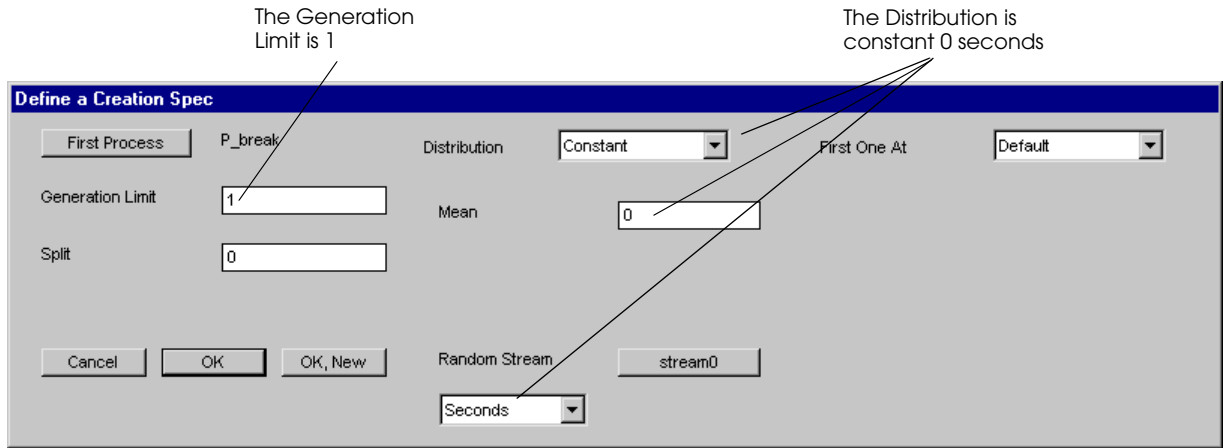 The Generation
Limit is 1
The Distribution is
constant 0 seconds
Define a Creation Spec
First Process P_break Distribution Constant First One At Default
Generation Limit 1 Mean 0
Split 0
Cancel OK OK, New Random Stream stream0
Seconds